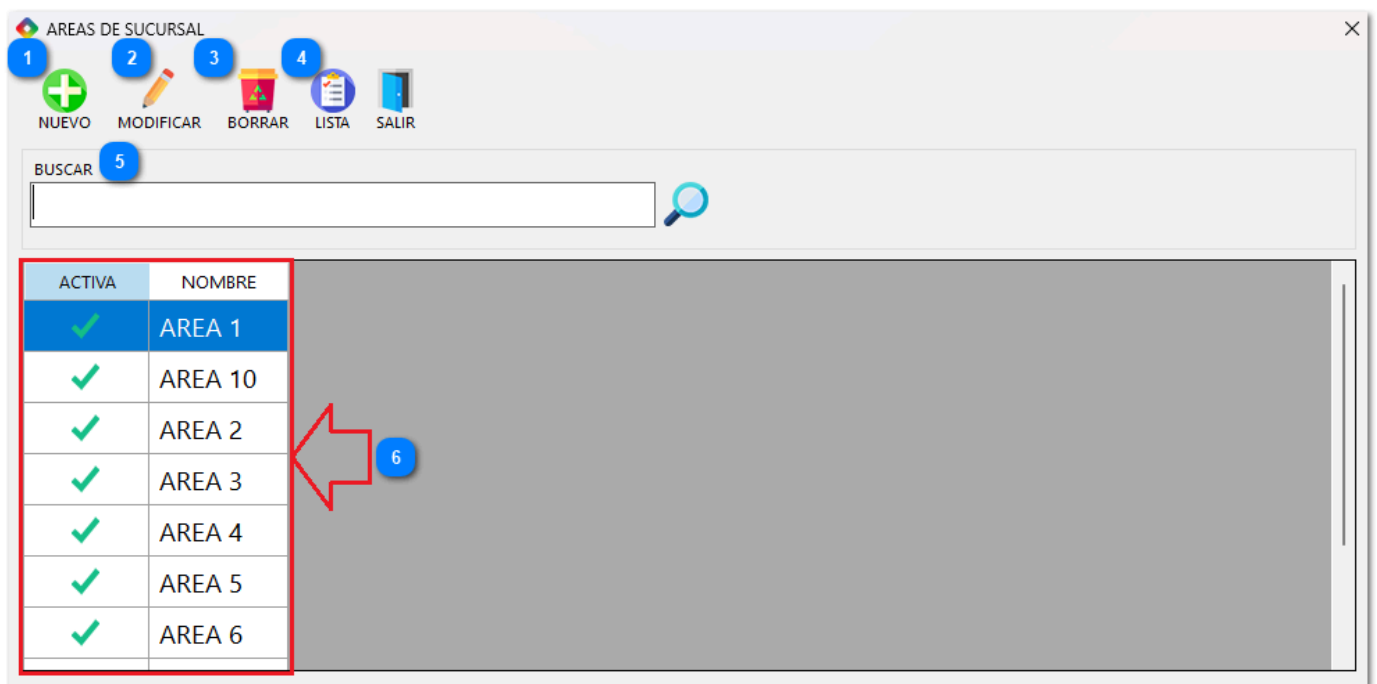 AREAS DE SUCURSAL
1 2 3 4
NUEVO MODIFICAR BORRAR LISTA SALIR
BUSCAR 5
ACTIVA NOMBRE
AREA 1
AREA 10
AREA 2
6
AREA 3
AREA 4
AREA 5
AREA 6